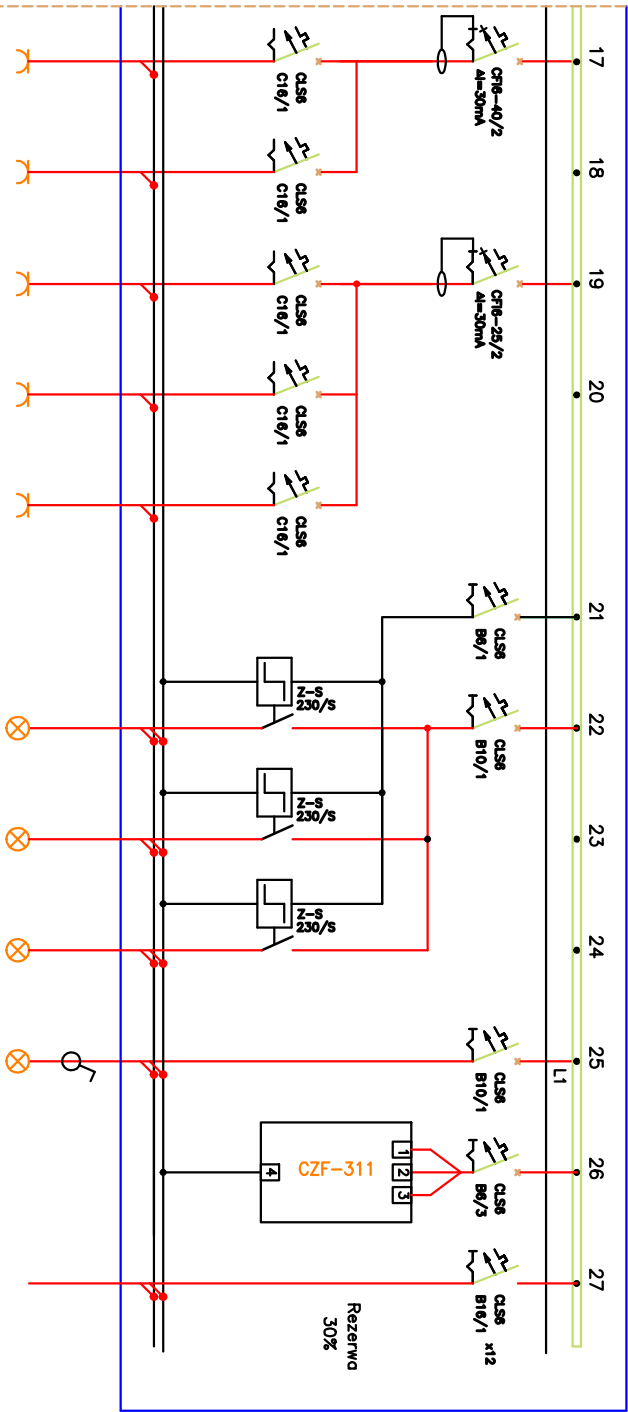 17
18
19
20
21
22
23
24
25
26
27
CFI6-40/2
ΔI=30mA
CFI6-25/2
ΔI=30mA
L1
CLS6
B6/1
CLS6
B10/1
CLS6
B10/1
CLS6
B6/3
CLS6
B16/1
x12
CLS6
C16/1
CLS6
C16/1
CLS6
C16/1
CLS6
C16/1
CLS6
C16/1
Z-S
230/S
Z-S
230/S
Z-S
230/S
1
2
3
CZF-311
4
Rezerwa
30%